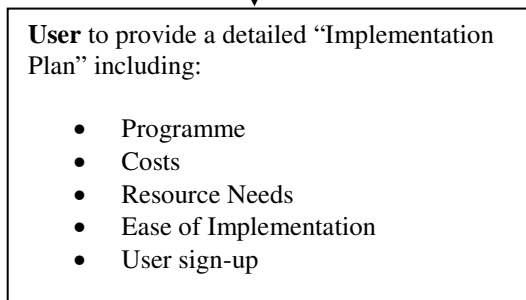 User to provide a detailed “Implementation
Plan” including:
• Programme
• Costs
• Resource Needs
• Ease of Implementation
• User sign-up